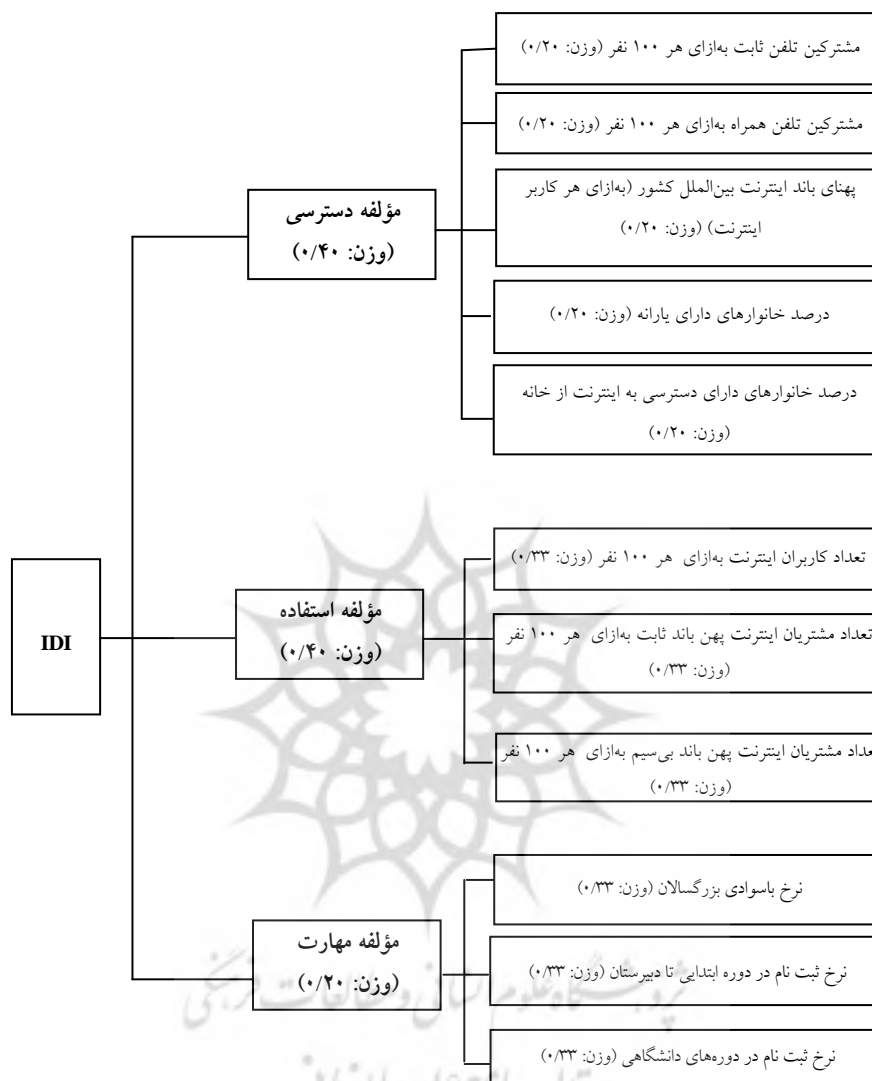 مشترکین تلفن ثابت به‌ازای هر ۱۰۰ نفر (وزن: ۰/۲۰)
مشترکین تلفن همراه به‌ازای هر ۱۰۰ نفر (وزن: ۰/۲۰)
پهنای باند اینترنت بین‌الملل کشور (به‌ازای هر کاربر
اینترنت) (وزن: ۰/۲۰)
مؤلفه دسترسی
(وزن: ۰/۴۰)
درصد خانوارهای دارای یارانه (وزن: ۰/۲۰)
درصد خانوارهای دارای دسترسی به اینترنت از خانه
(وزن: ۰/۲۰)
تعداد کاربران اینترنت به‌ازای هر ۱۰۰ نفر (وزن: ۰/۳۳)
مؤلفه استفاده
(وزن: ۰/۴۰)
تعداد مشتریان اینترنت پهن باند ثابت به‌ازای هر ۱۰۰ نفر
(وزن: ۰/۳۳)
IDI
عداد مشتریان اینترنت پهن باند بی‌سیم به‌ازای هر ۱۰۰ نفر
(وزن: ۰/۳۳)
نرخ باسوادی بزرگسالان (وزن: ۰/۳۳)
مؤلفه مهارت
(وزن: ۰/۲۰)
نرخ ثبت نام در دوره ابتدایی تا دبیرستان (وزن: ۰/۳۳)
نرخ ثبت نام در دوره‌های دانشگاهی (وزن: ۰/۳۳)
پژوهشگاه علوم انسانی و مطالعات فرهنگی